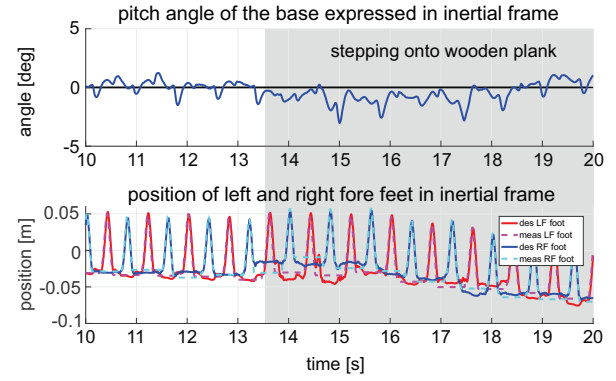 pitch angle of the base expressed in inertial frame
angle [deg]
5
0
-5
stepping onto wooden plank
10 11 12 13 14 15 16 17 18 19 20
position of left and right fore feet in inertial frame
position [m]
0.05
0
-0.05
-0.1
des LF foot
meas LF foot
des RF foot
meas RF foot
10 11 12 13 14 15 16 17 18 19 20
time [s]